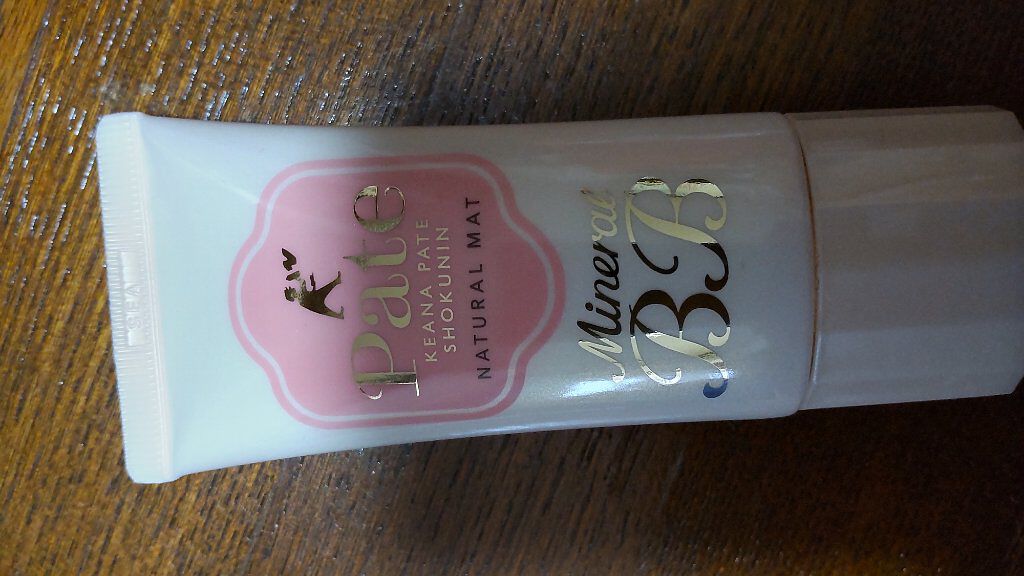 Pate
KEANA PATE
SHOKUNIN
NATURAL MAT
Mineral
BB